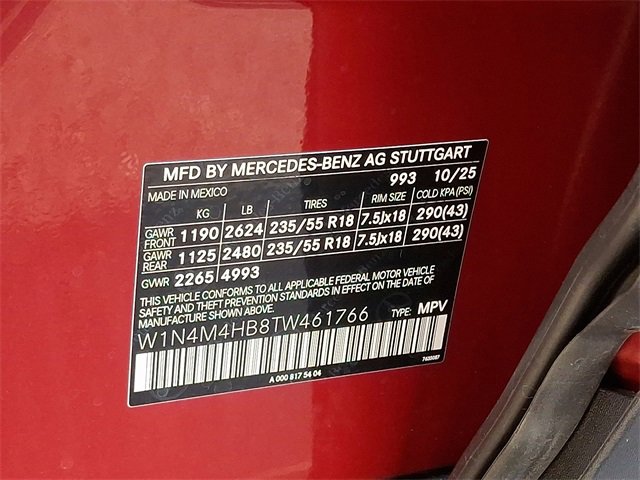 MFD BY MERCEDES-BENZ AG STUTTGART
MADE IN MEXICO 993 10/25
KG LB TIRES RIM SIZE COLD KPA(PSI)
GAWR FRONT 1190 2624 235/55 R18 7.5Jx18 290(43)
GAWR REAR 1125 2480 235/55 R18 7.5Jx18 290(43)
GVWR 2265 4993
THIS VEHICLE CONFORMS TO ALL APPLICABLE FEDERAL MOTOR VEHICLE
SAFETY AND THEFT PREVENTION STANDARDS IN EFFECT ON THE DATE OF
MANUFACTURE SHOWN ABOVE.
W1N4M4HB8TW461766 TYPE: MPV
A 000 817 54 04